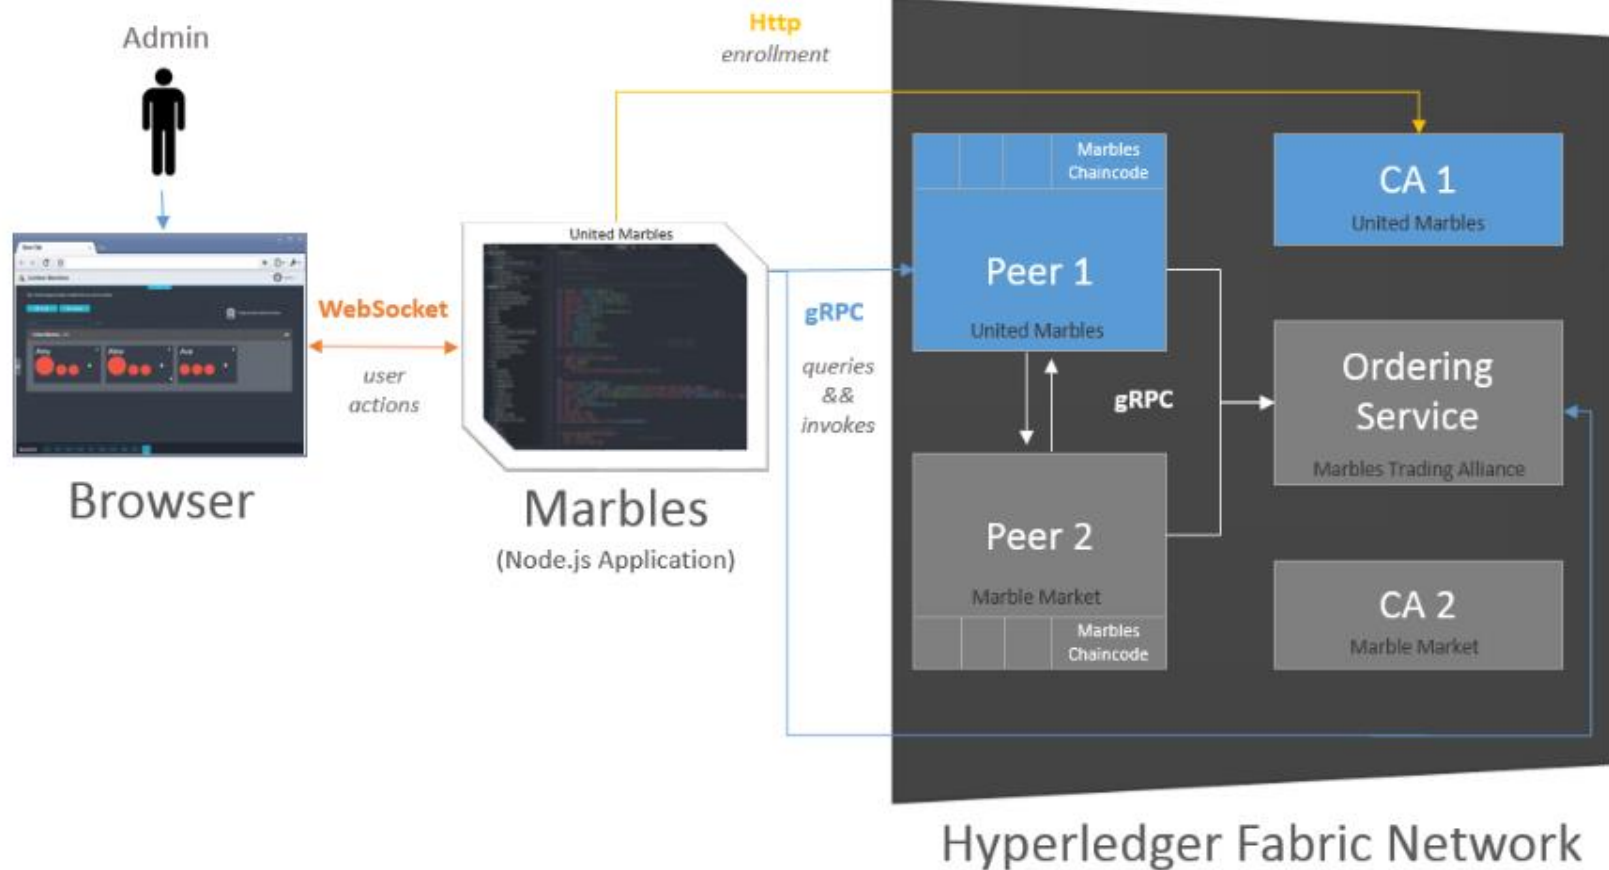 Admin
Http
enrollment
Marbles
Chaincode
CA 1
United Marbles
United Marbles
Peer 1
United Marbles
WebSocket
user
actions
gRPC
queries
&&
invokes
gRPC
Ordering
Service
Marbles Trading Alliance
Browser
Marbles
(Node.js Application)
Peer 2
Marble Market
Marbles
Chaincode
CA 2
Marble Market
Hyperledger Fabric Network